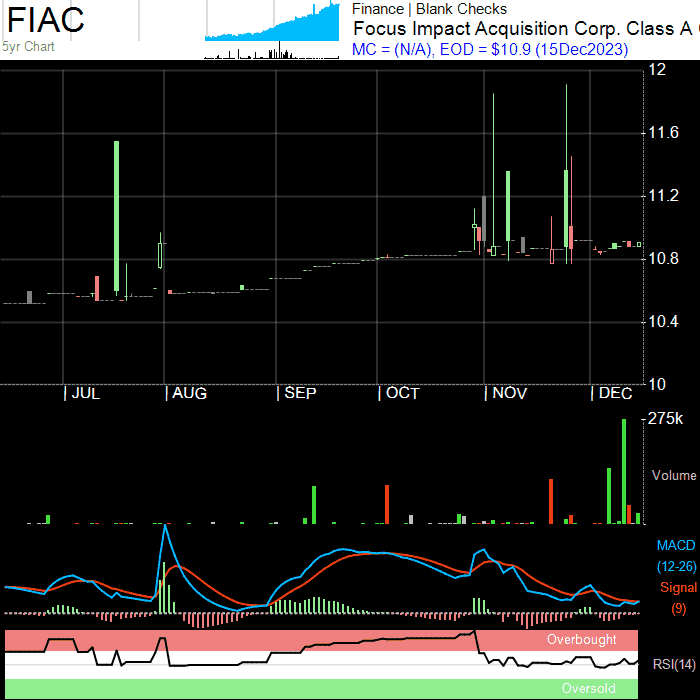 FIAC
5yr Chart
Finance | Blank Checks
Focus Impact Acquisition Corp. Class A
MC = (N/A), EOD = $10.9 (15Dec2023)
12
11.6
11.2
10.8
10.4
10
JUL
AUG
SEP
OCT
NOV
DEC
275k
Volume
MACD
(12-26)
Signal
(9)
Overbought
RSI(14)
Oversold